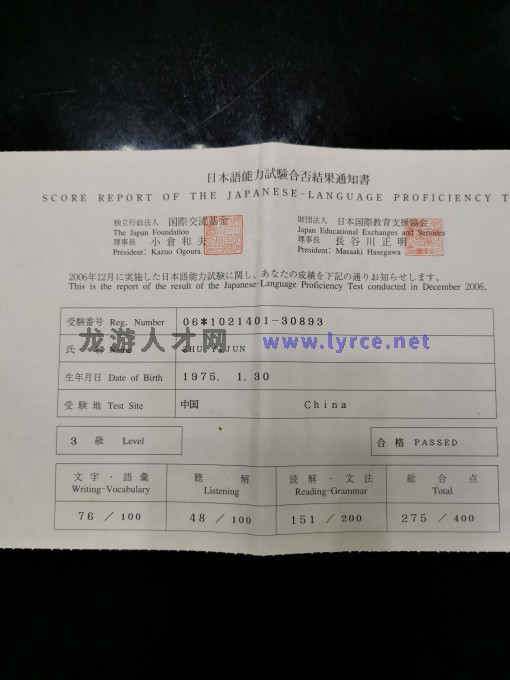 日本語能力試験合否結果通知書
SCORE REPORT OF THE JAPANESE-LANGUAGE PROFICIENCY T
独立行政法人 国際交流基金
The Japan Foundation
理事長 小倉和夫
President: Kazuo Ogoura
財団法人 日本国際教育支援協会
Japan Educational Exchanges and Services
理事長 長谷川正明
President: Masaaki Hasegawa
2006年12月に実施した日本語能力試験に関し、あなたの成績を下記の通りお知らせします。
This is the report of the result of the Japanese-Language Proficiency Test conducted in December 2006.
受験番号 Reg. Number 06*1021401-30893
氏 名 Name ZHU YIJUN
龙游人才网 www.lyrce.net
生年月日 Date of Birth 1975. 1.30
受験地 Test Site 中国 China
3 級 Level 合格 PASSED
文字・語彙 聴解 読解・文法 総合点
Writing-Vocabulary Listening Reading-Grammar Total
76 / 100 48 / 100 151 / 200 275 / 400